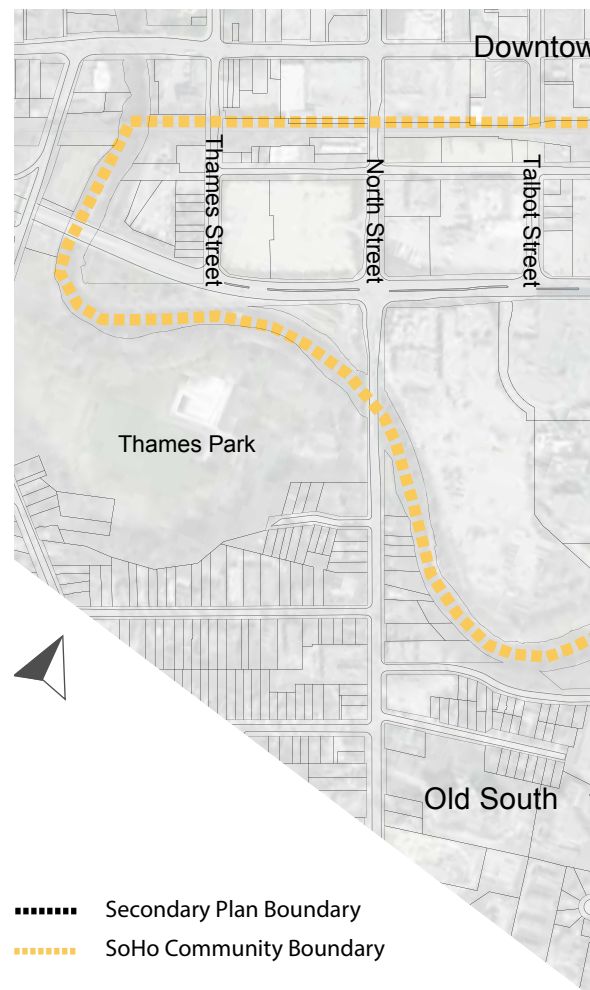 Downtow
Thames Street
North Street
Talbot Street
Thames Park
Old South
Secondary Plan Boundary
SoHo Community Boundary